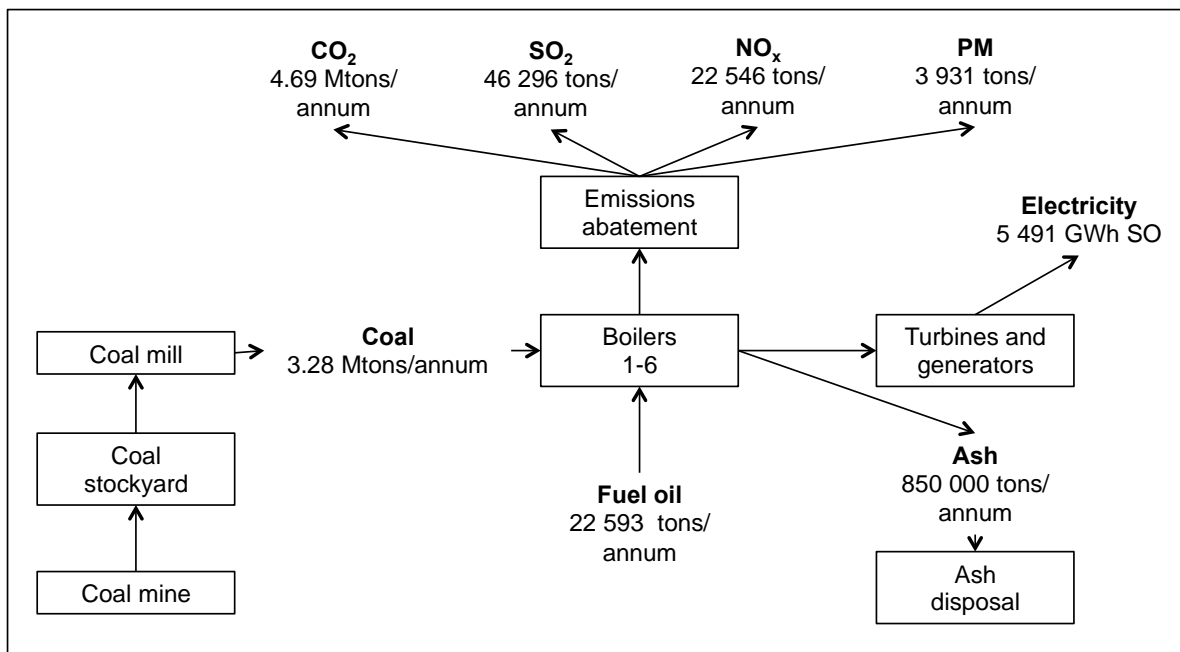 CO₂
4.69 Mtons/
annum
SO₂
46 296 tons/
annum
NOₓ
22 546 tons/
annum
PM
3 931 tons/
annum
Emissions
abatement
Electricity
5 491 GWh SO
Coal mill
Coal
3.28 Mtons/annum
Boilers
1-6
Turbines and
generators
Coal
stockyard
Fuel oil
22 593 tons/
annum
Ash
850 000 tons/
annum
Coal mine
Ash
disposal